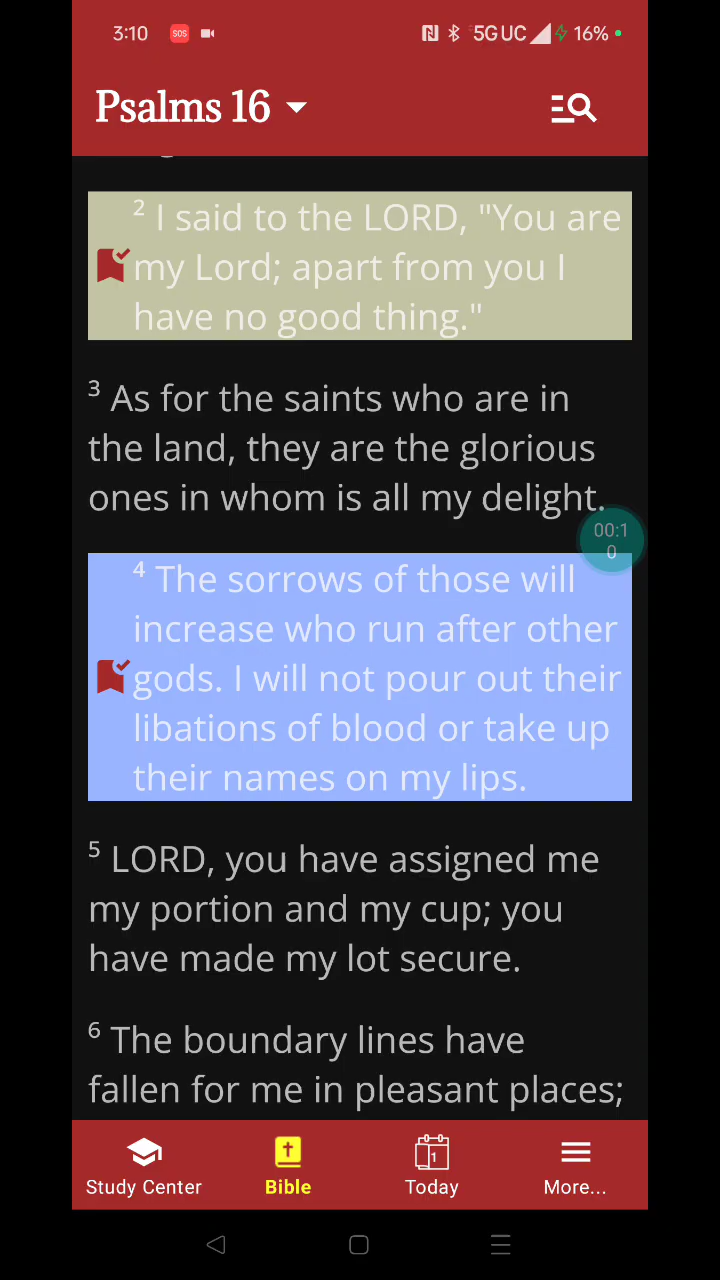 3:10 SOS 5G UC 16%
Psalms 16
2 I said to the LORD, "You are
my Lord; apart from you I
have no good thing."
3 As for the saints who are in
the land, they are the glorious
ones in whom is all my delight.
00:1
0
4 The sorrows of those will
increase who run after other
gods. I will not pour out their
libations of blood or take up
their names on my lips.
5 LORD, you have assigned me
my portion and my cup; you
have made my lot secure.
6 The boundary lines have
fallen for me in pleasant places;
1
Study Center Bible Today More...